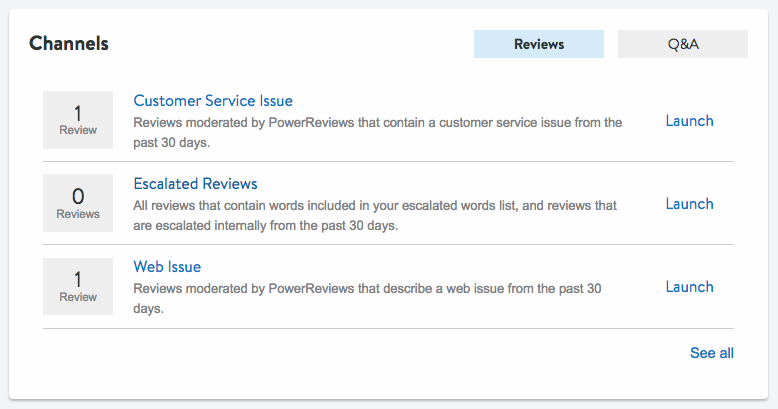 Channels
Reviews
Q&A
1
Review
Customer Service Issue
Reviews moderated by PowerReviews that contain a customer service issue from the
past 30 days.
Launch
0
Reviews
Escalated Reviews
All reviews that contain words included in your escalated words list, and reviews that
are escalated internally from the past 30 days.
Launch
1
Review
Web Issue
Reviews moderated by PowerReviews that describe a web issue from the past 30
days.
Launch
See all